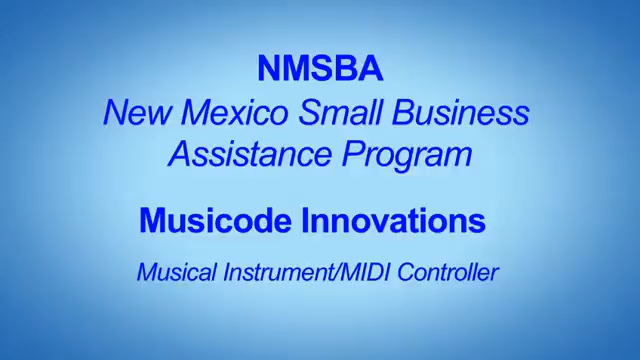 NMSBA
New Mexico Small Business
Assistance Program
Musicode Innovations
Musical Instrument/MIDI Controller